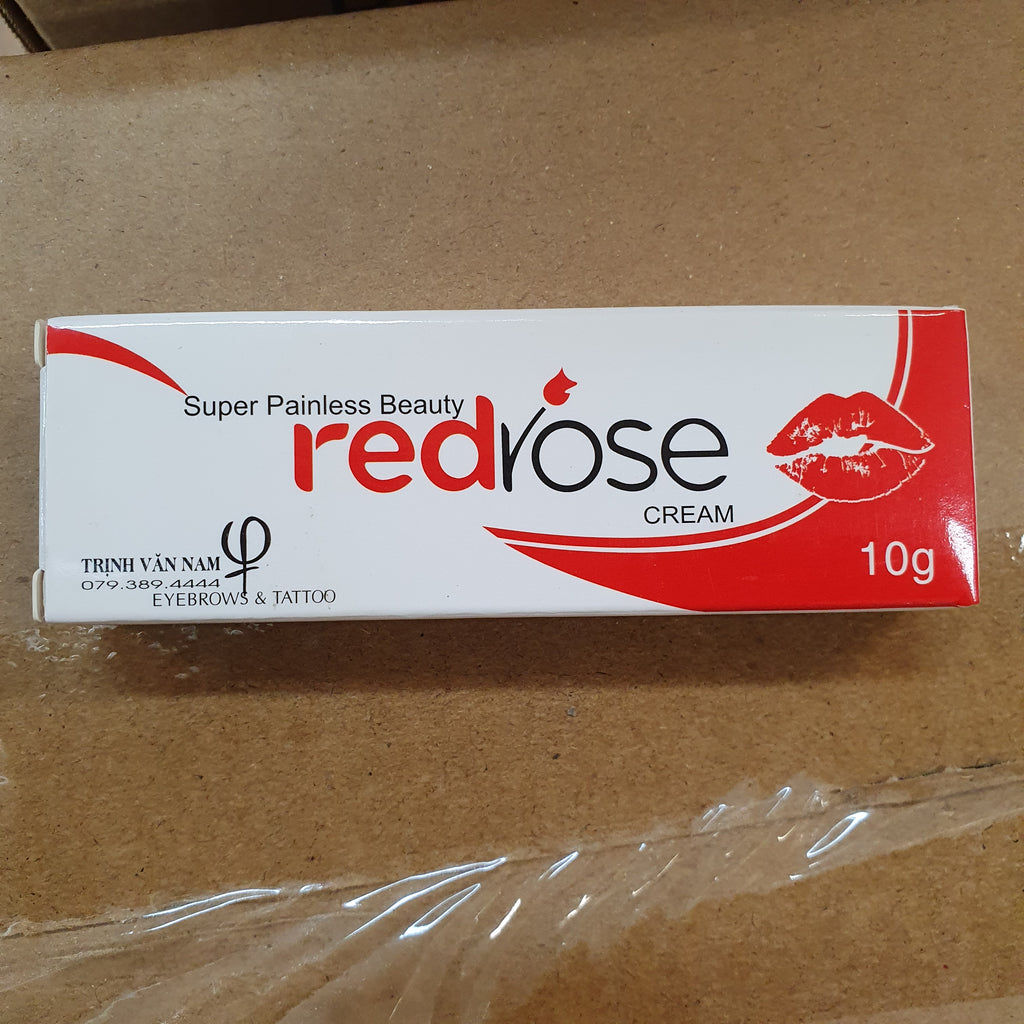 Super Painless Beauty
redrose
CREAM
10g
TRỊNH VĂN NAM
079.389.4444
EYEBROWS & TATTOO